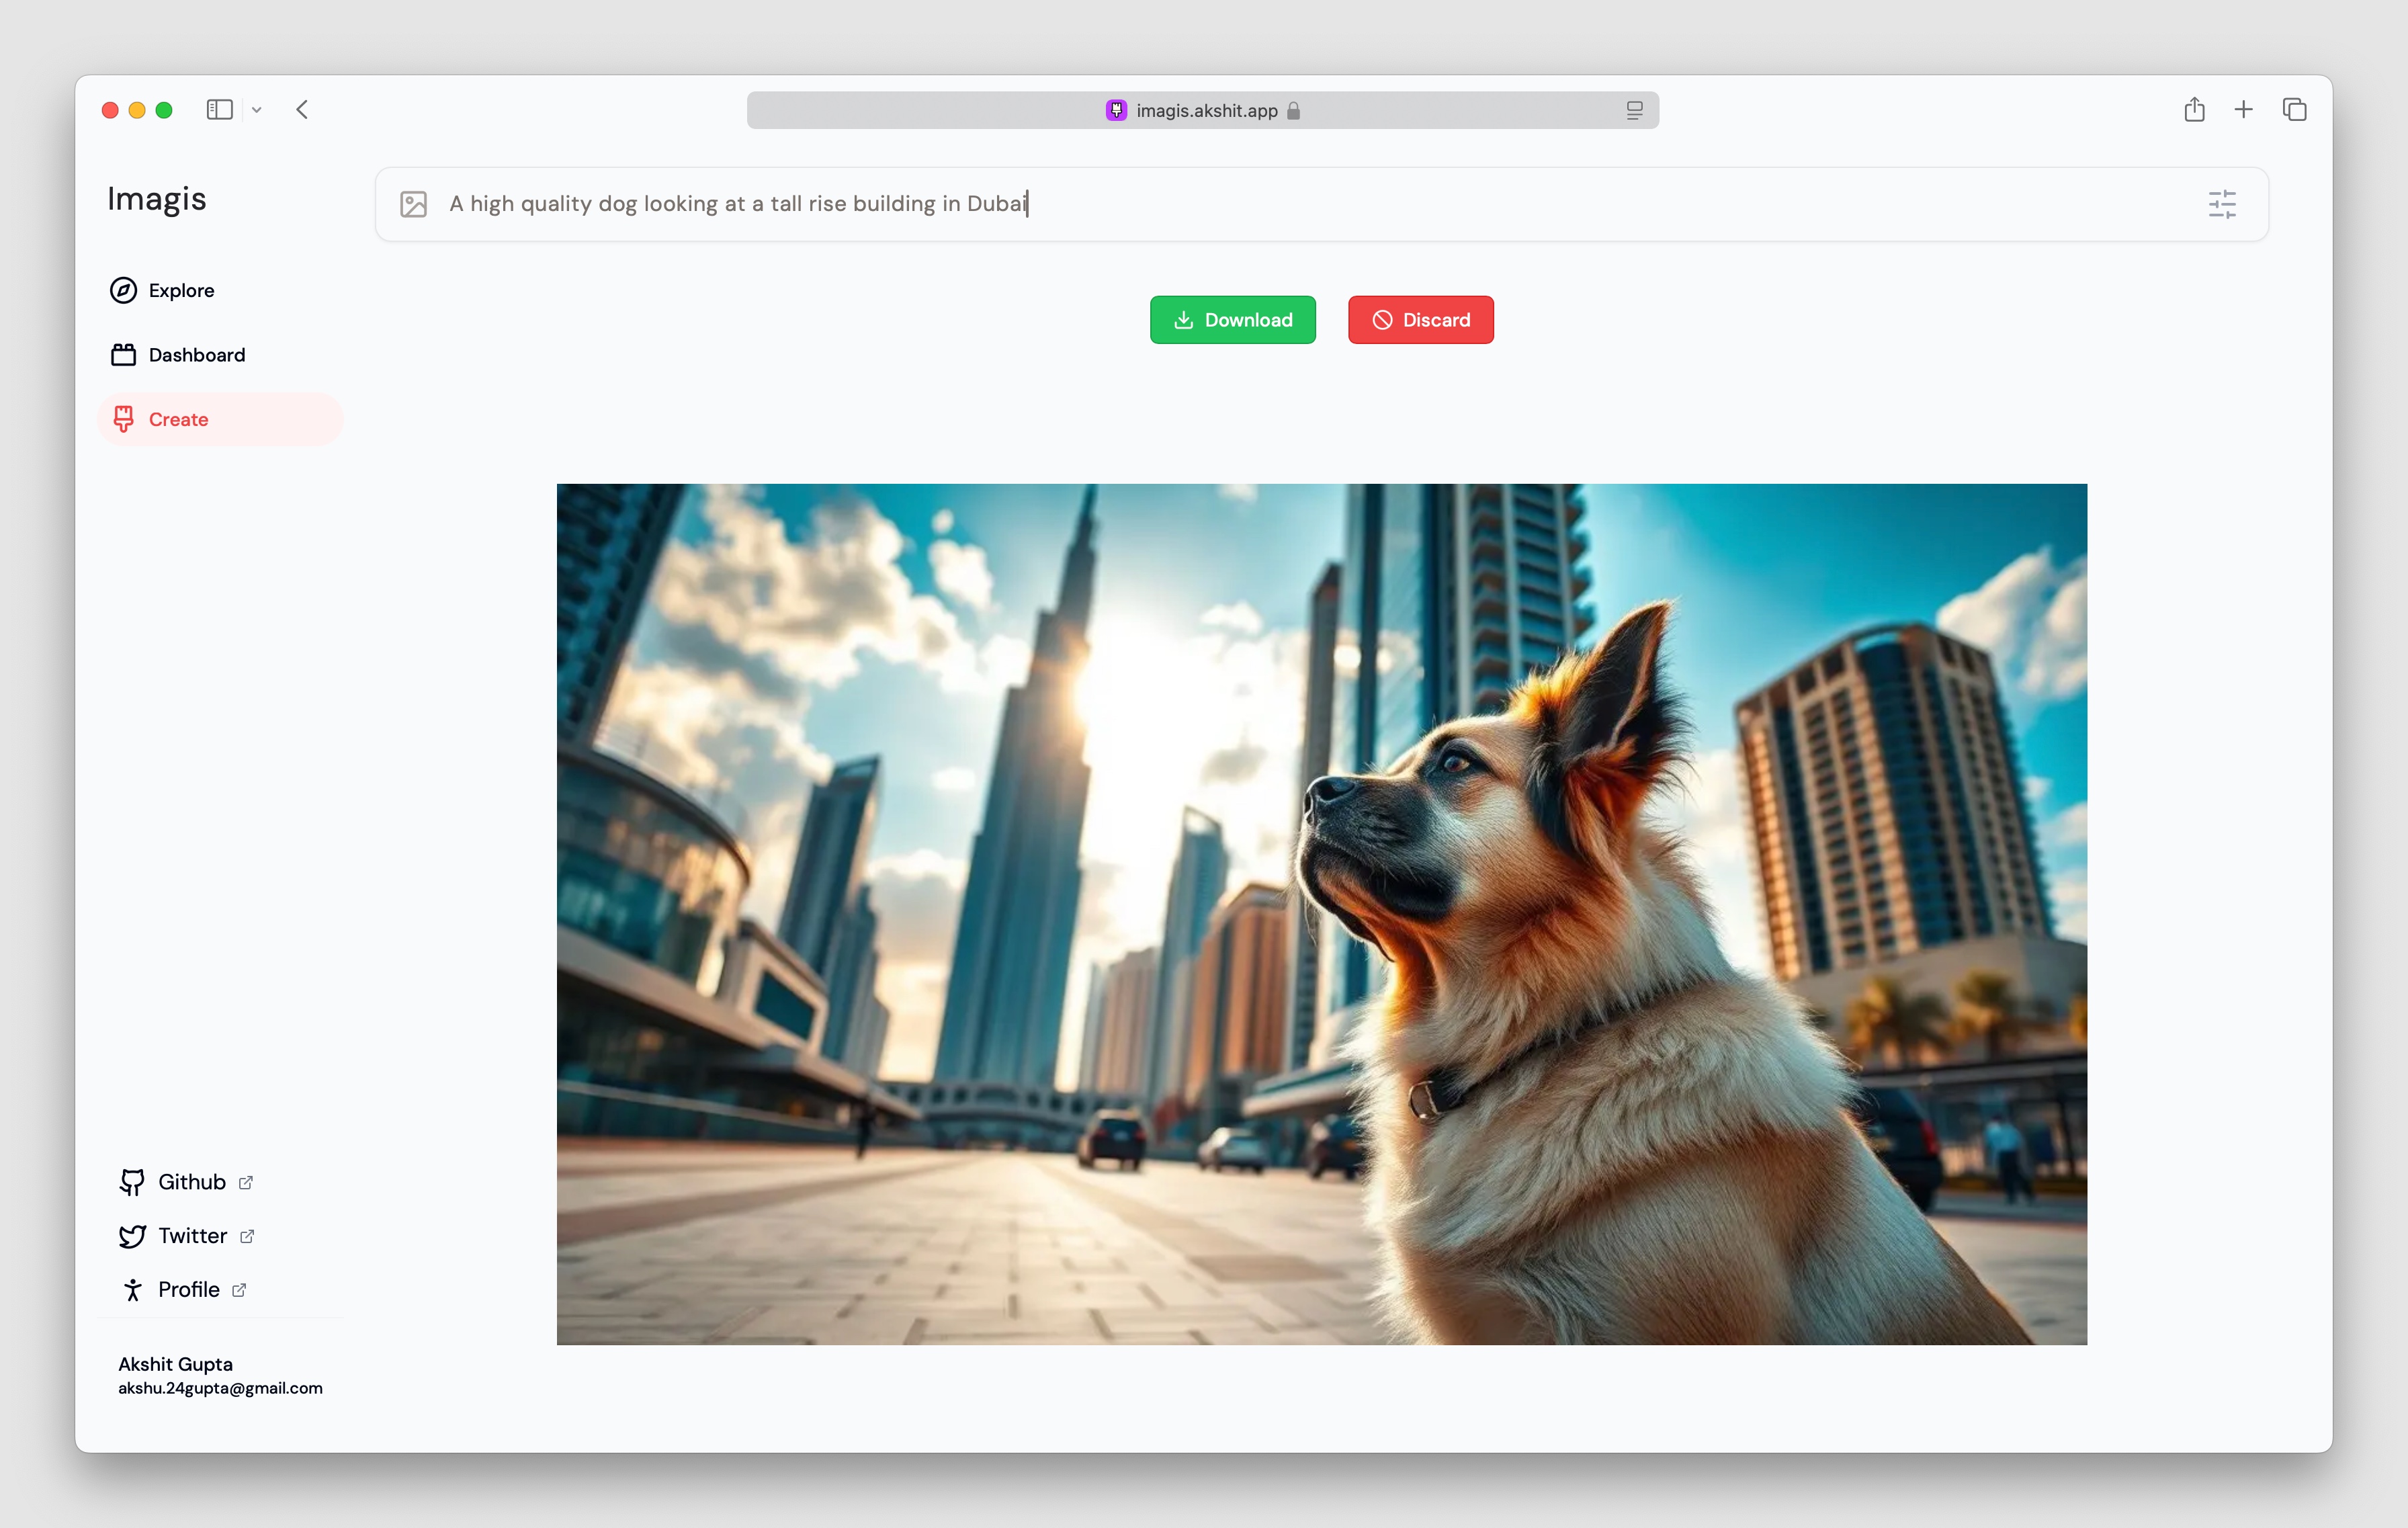 imagis.akshit.app
Imagis
A high quality dog looking at a tall rise building in Dubai
Explore
Dashboard
Create
Download
Discard
Github
Twitter
Profile
Akshit Gupta
akshu.24gupta@gmail.com